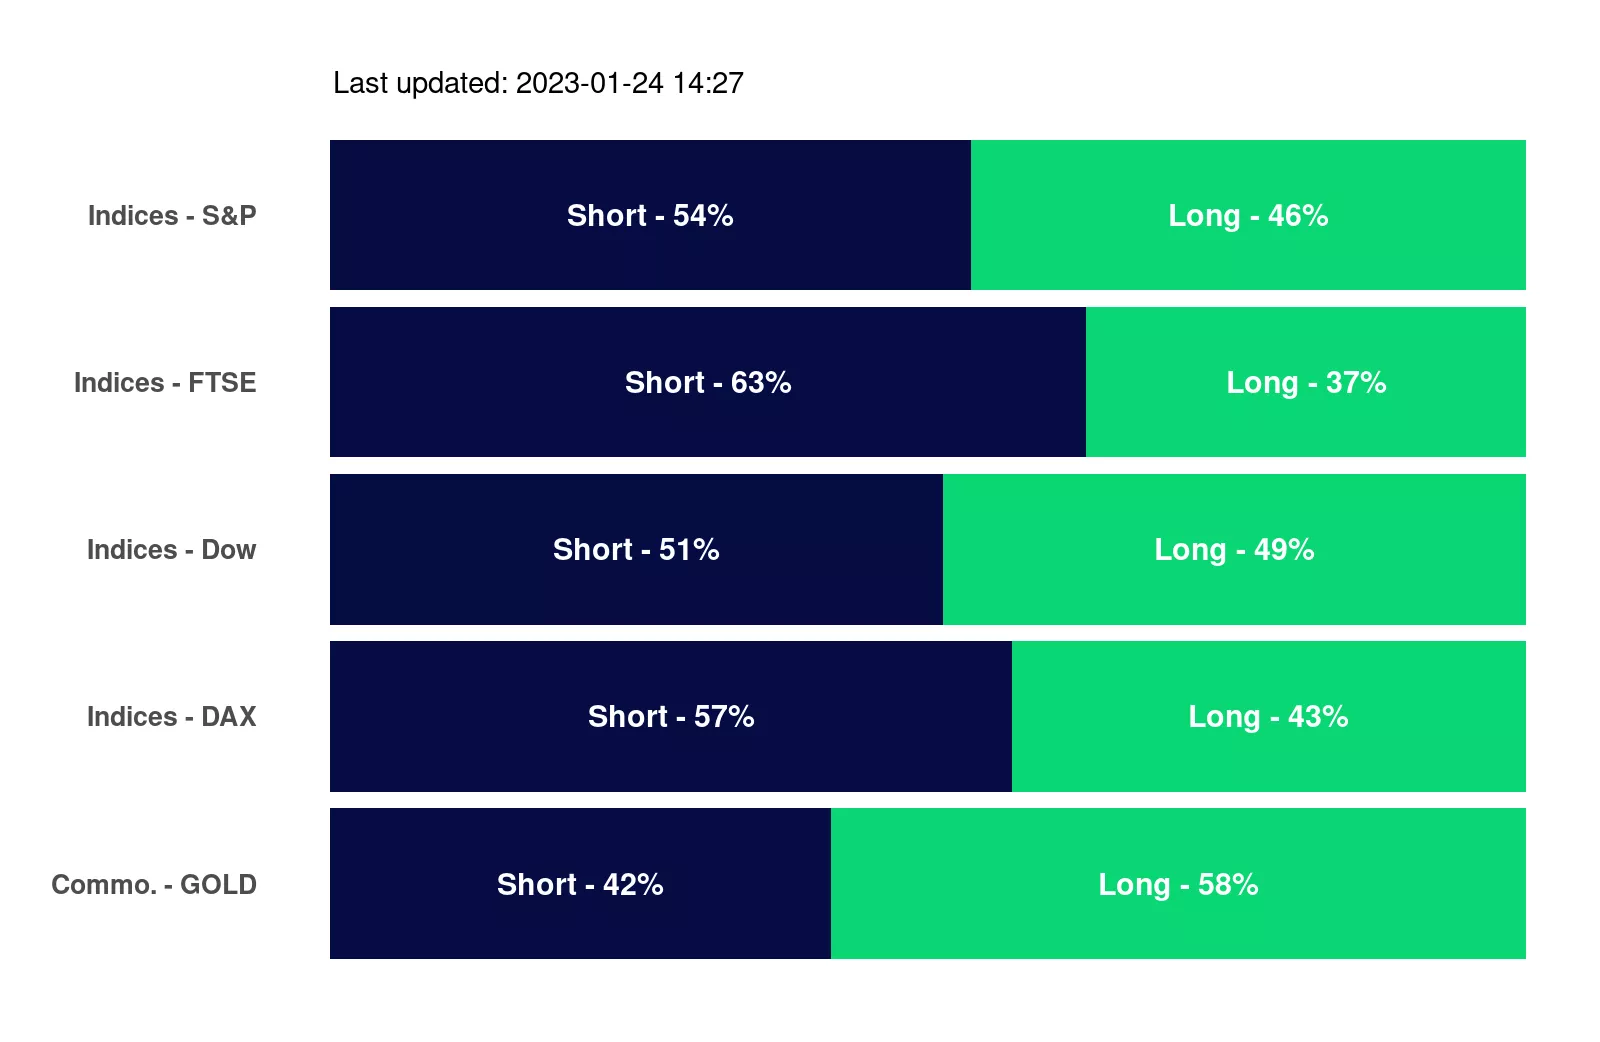 Last updated: 2023-01-24 14:27
Indices - S&P Short - 54% Long - 46%
Indices - FTSE Short - 63% Long - 37%
Indices - Dow Short - 51% Long - 49%
Indices - DAX Short - 57% Long - 43%
Commo. - GOLD Short - 42% Long - 58%